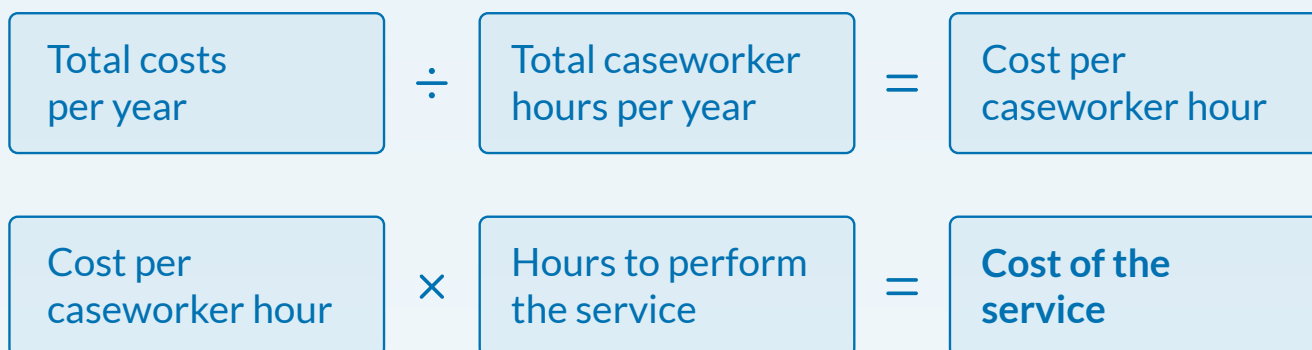 Total costs
per year
÷
Total caseworker
hours per year
=
Cost per
caseworker hour
Cost per
caseworker hour
×
Hours to perform
the service
=
Cost of the
service